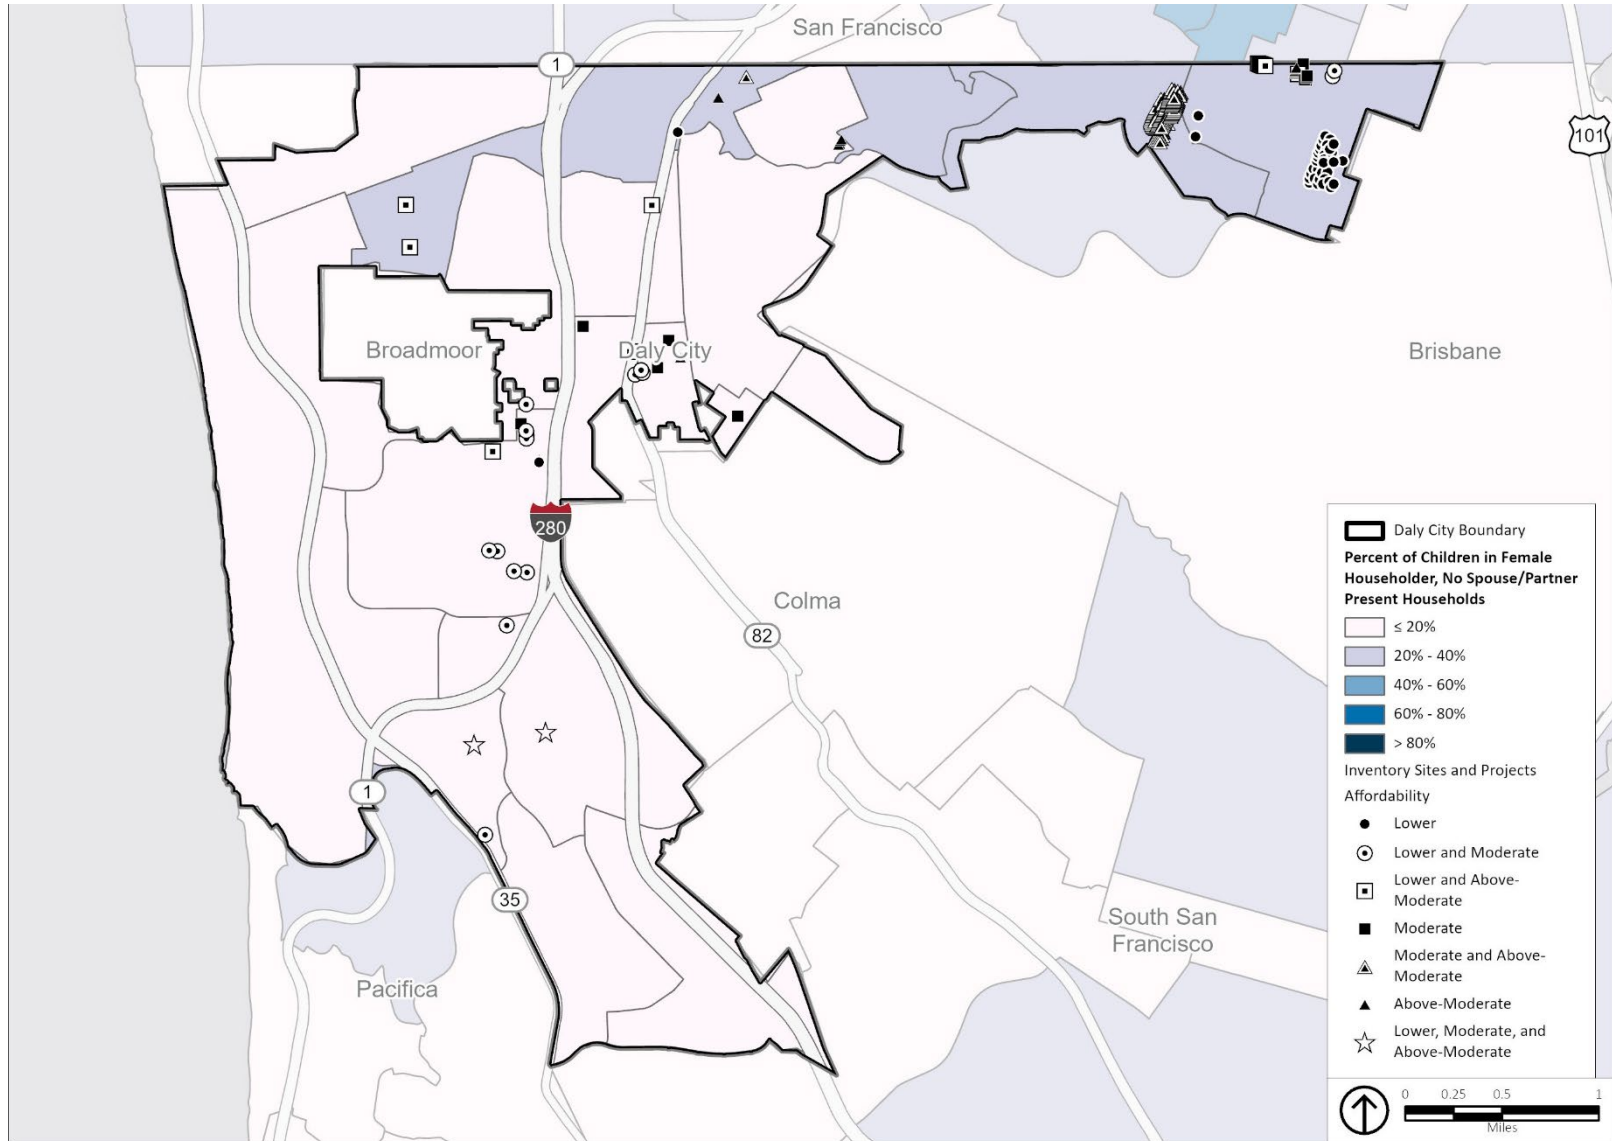 San Francisco
1
101
Broadmoor
Daly City
Brisbane
280
Colma
82
1
35
South San
Francisco
Pacifica
Daly City Boundary
Percent of Children in Female
Householder, No Spouse/Partner
Present Households
≤ 20%
20% - 40%
40% - 60%
60% - 80%
> 80%
Inventory Sites and Projects
Affordability
Lower
Lower and Moderate
Lower and Above-
Moderate
Moderate
Moderate and Above-
Moderate
Above-Moderate
Lower, Moderate, and
Above-Moderate
0 0.25 0.5 1
Miles